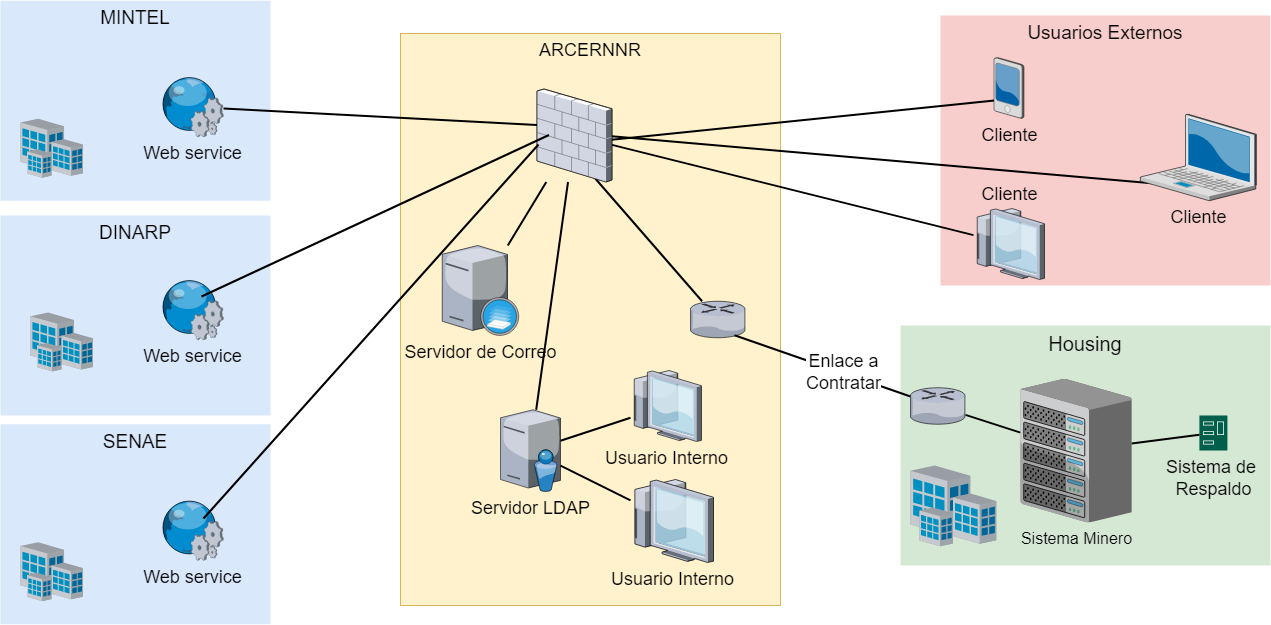 MINTEL
Web service
DINARP
Web service
SENAE
Web service
ARCERNNR
Servidor de Correo
Servidor LDAP
Usuario Interno
Usuario Interno
Usuarios Externos
Cliente
Cliente
Cliente
Enlace a
Contratar
Housing
Sistema Minero
Sistema de
Respaldo